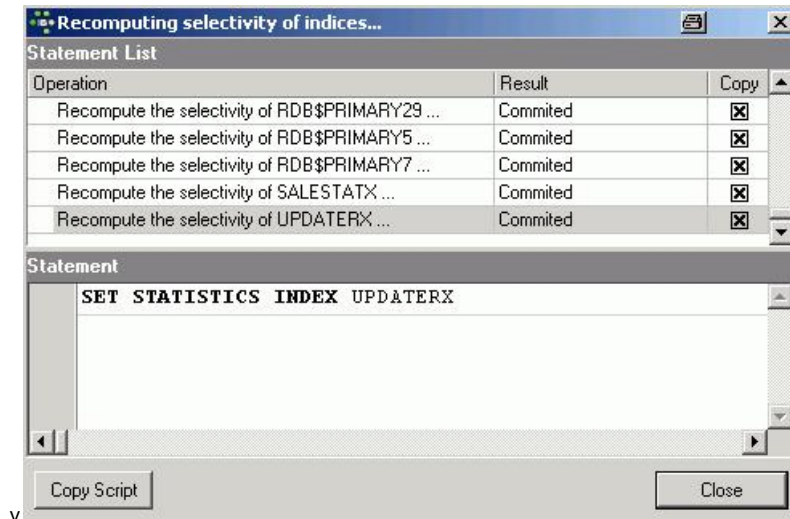 Recomputing selectivity of indices...
Statement List
Operation Result Copy
Recompute the selectivity of RDB$PRIMARY29 ... Commited
Recompute the selectivity of RDB$PRIMARY5 ... Commited
Recompute the selectivity of RDB$PRIMARY7 ... Commited
Recompute the selectivity of SALESTATX ... Commited
Recompute the selectivity of UPDATERX ... Commited
Statement
SET STATISTICS INDEX UPDATERX
Copy Script Close
y